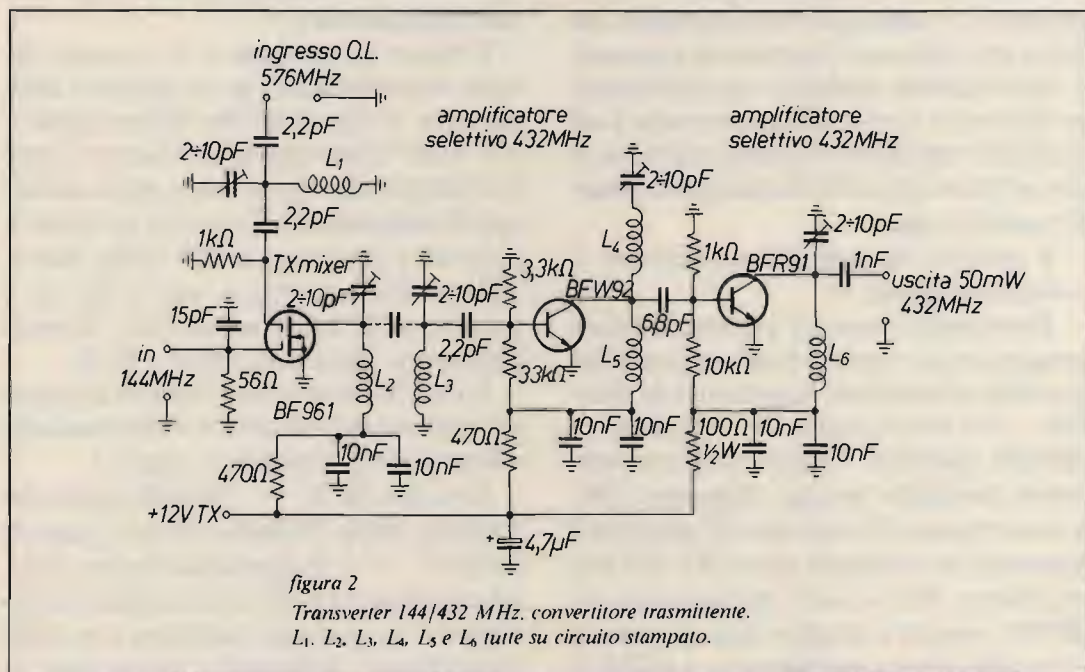 ingresso O.L.
576MHz
2,2pF
2÷10pF
L₁
2,2pF
1kΩ
TXmixer
15pF
in
144MHz
56Ω
BF961
2÷10pF
L₂
2÷10pF
L₃
2,2pF
470Ω
10nF
10nF
+12V TX
amplificatore
selettivo 432MHz
3,3kΩ
BFW92
33kΩ
470Ω
10nF
10nF
4,7µF
+
2÷10pF
L₄
L₅
6,8pF
amplificatore
selettivo 432MHz
1kΩ
BFR91
10kΩ
100Ω
½W
10nF
10nF
2÷10pF
1nF
uscita 50mW
432MHz
L₆
figura 2
Transverter 144/432 MHz. convertitore trasmittente.
L₁. L₂. L₃, L₄, L₅ e L₆ tutte su circuito stampato.